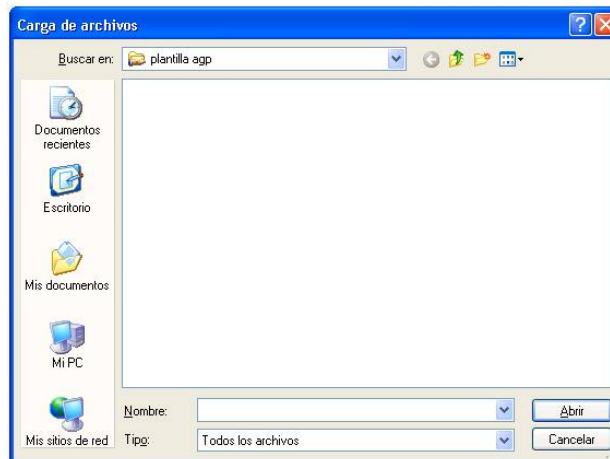 Carga de archivos
Buscar en:
plantilla agp
Documentos
recientes
Escritorio
Mis documentos
Mi PC
Mis sitios de red
Nombre:
Abrir
Tipo:
Todos los archivos
Cancelar